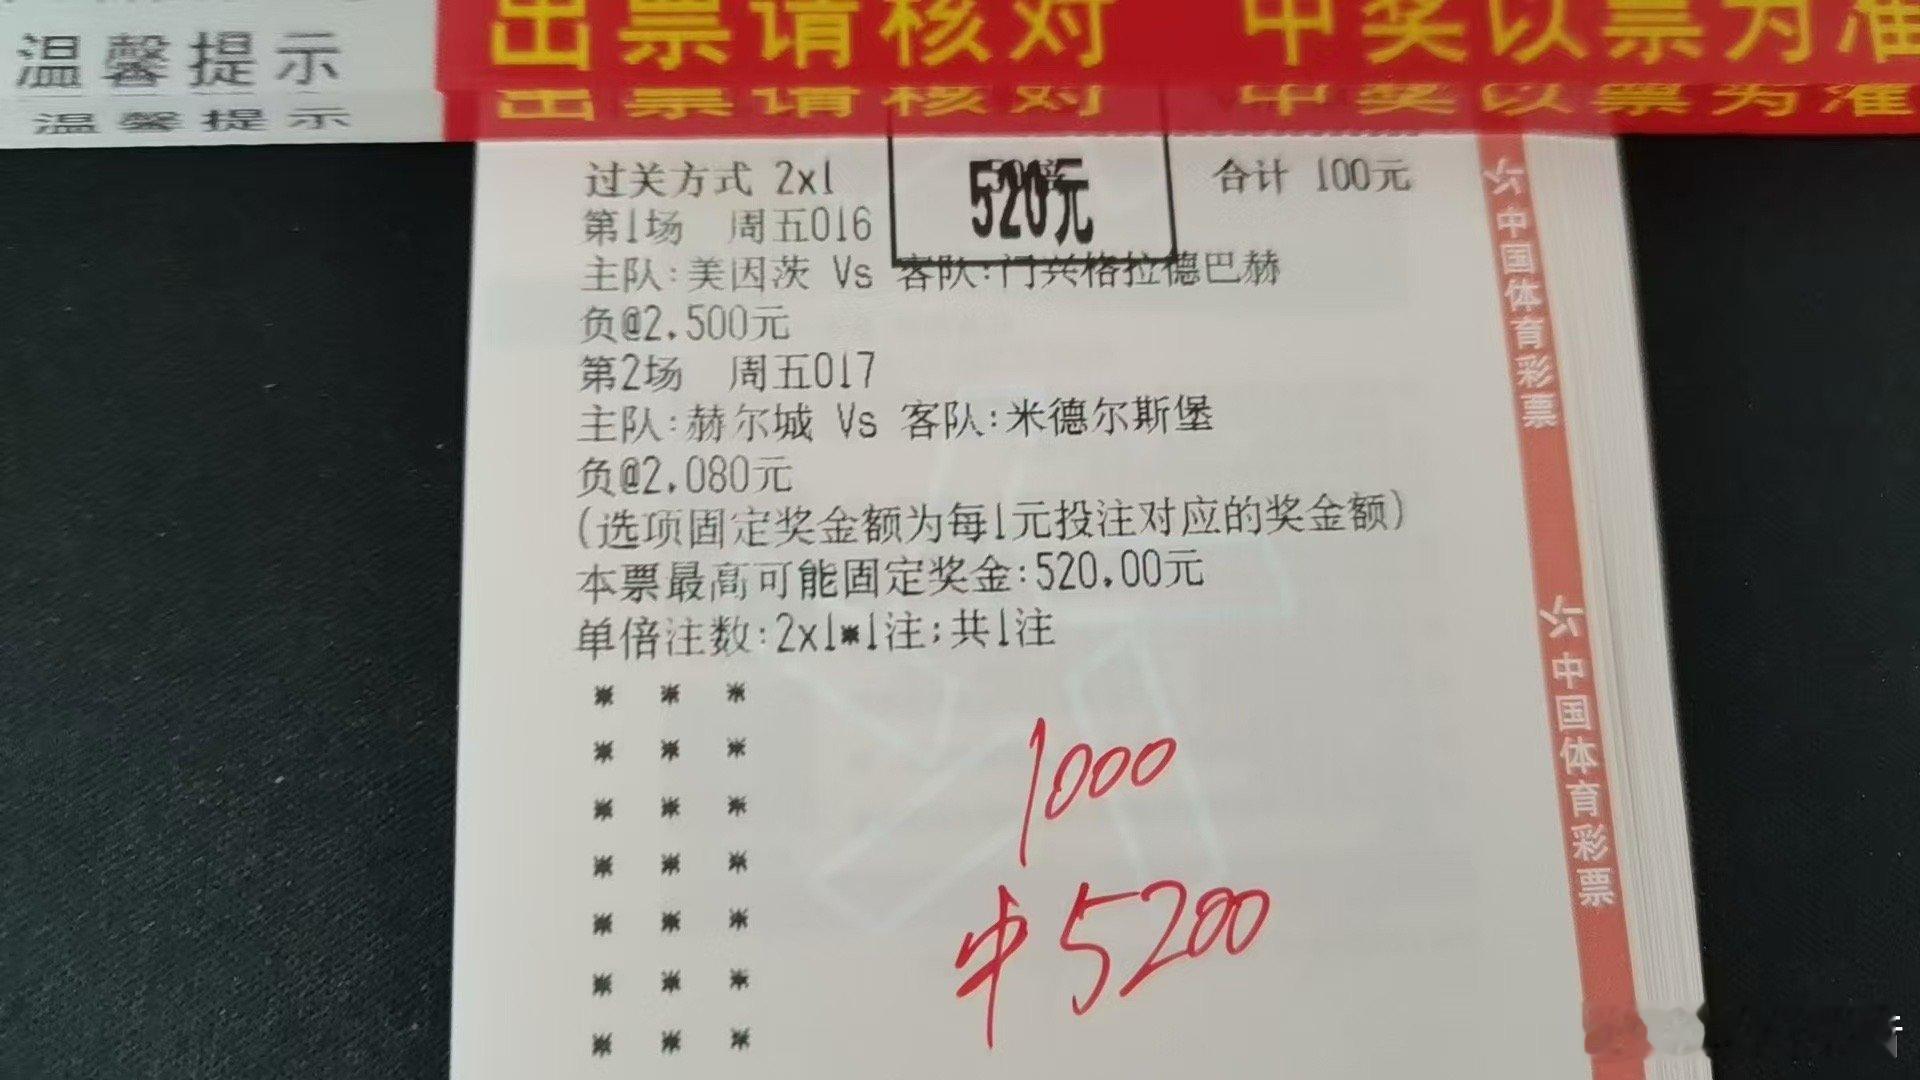 温馨提示 出票请核对 中奖以票为准
温馨提示 出票请核对 中奖以票为准
过关方式 2x1 合计 100元
520元
第1场 周五016
主队:美因茨 Vs 客队:门兴格拉德巴赫
负@2.500元
第2场 周五017
主队:赫尔城 Vs 客队:米德尔斯堡
负@2.080元
(选项固定奖金额为每1元投注对应的奖金额)
本票最高可能固定奖金:520.00元
单倍注数:2x1*1注;共1注
* * *
* * *
* * *
* * *
* * *
* * *
* * *
1000
中5200
中国体育彩票
中国体育彩票